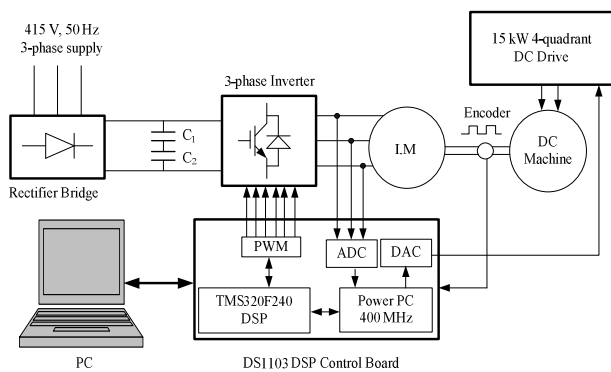 415 V, 50 Hz
3-phase supply
3-phase Inverter
15 kW 4-quadrant
DC Drive
Encoder
C1
C2
I.M
DC
Machine
Rectifier Bridge
PWM
ADC
DAC
TMS320F240
DSP
Power PC
400 MHz
PC
DS1103 DSP Control Board